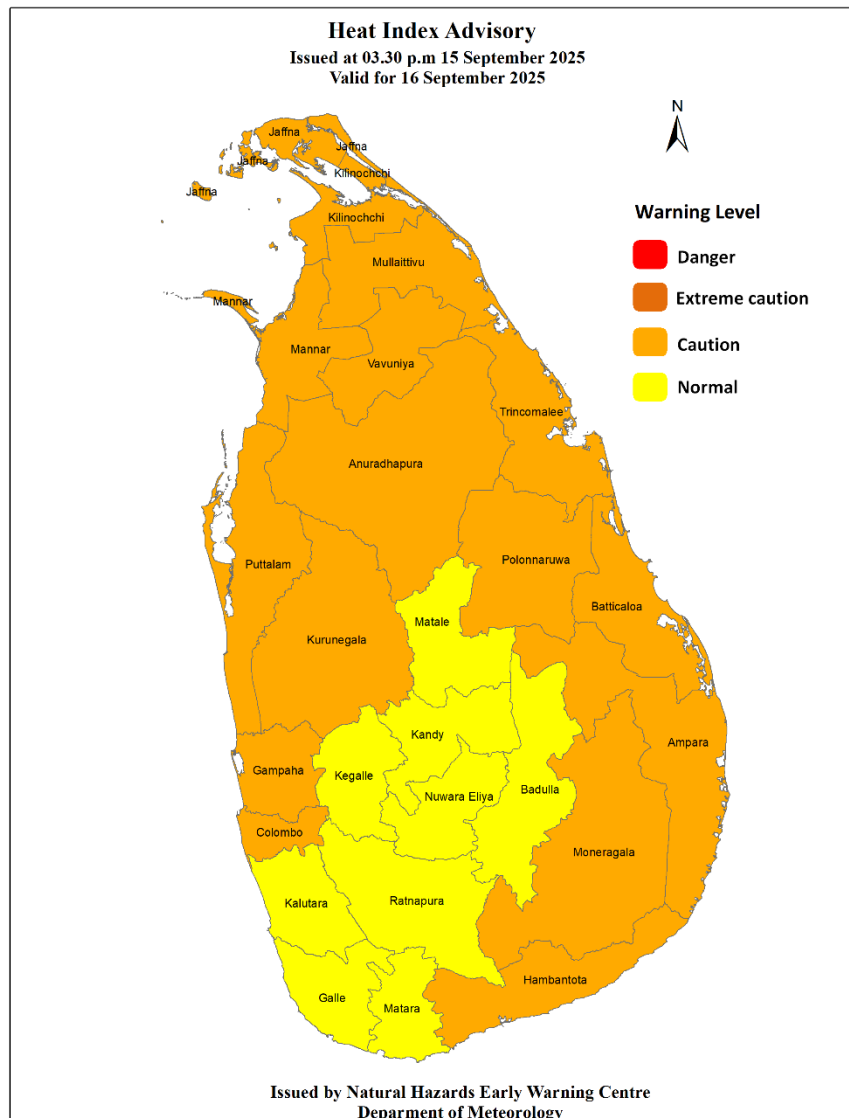 Heat Index Advisory
Issued at 03.30 p.m 15 September 2025
Valid for 16 September 2025
N
Jaffna
Jaffna
Jaffna
Kilinochchi
Jaffna
Kilinochchi
Mullaittivu
Mannar
Mannar
Vavuniya
Trincomalee
Anuradhapura
Puttalam
Polonnaruwa
Batticaloa
Matale
Kurunegala
Kandy
Ampara
Gampaha
Kegalle
Nuwara Eliya
Badulla
Colombo
Moneragala
Kalutara
Ratnapura
Hambantota
Galle
Matara
Warning Level
Danger
Extreme caution
Caution
Normal
Issued by Natural Hazards Early Warning Centre
Deparment of Meteorology